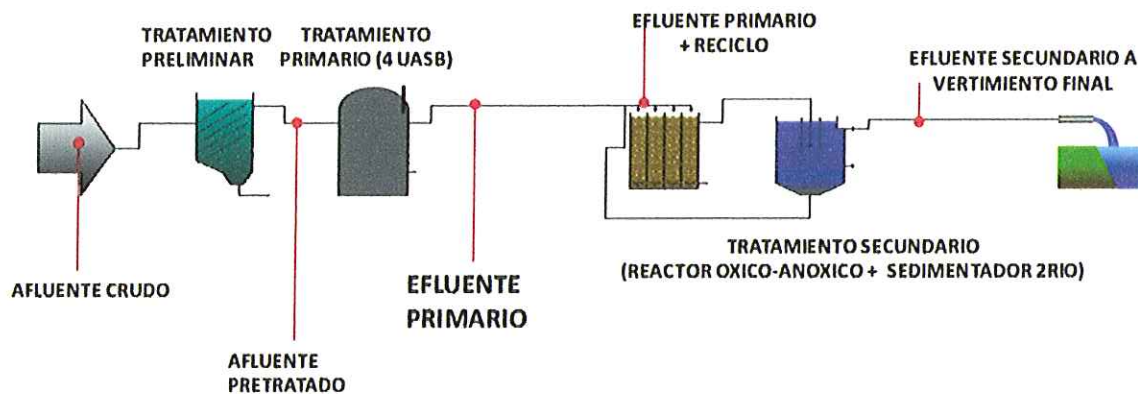 TRATAMIENTO
PRELIMINAR
TRATAMIENTO
PRIMARIO (4 UASB)
EFLUENTE PRIMARIO
+ RECICLO
EFLUENTE SECUNDARIO A
VERTIMIENTO FINAL
AFLUENTE CRUDO
AFLUENTE
PRETRATADO
EFLUENTE
PRIMARIO
TRATAMIENTO SECUNDARIO
(REACTOR OXICO-ANOXICO + SEDIMENTADOR 2RIO)